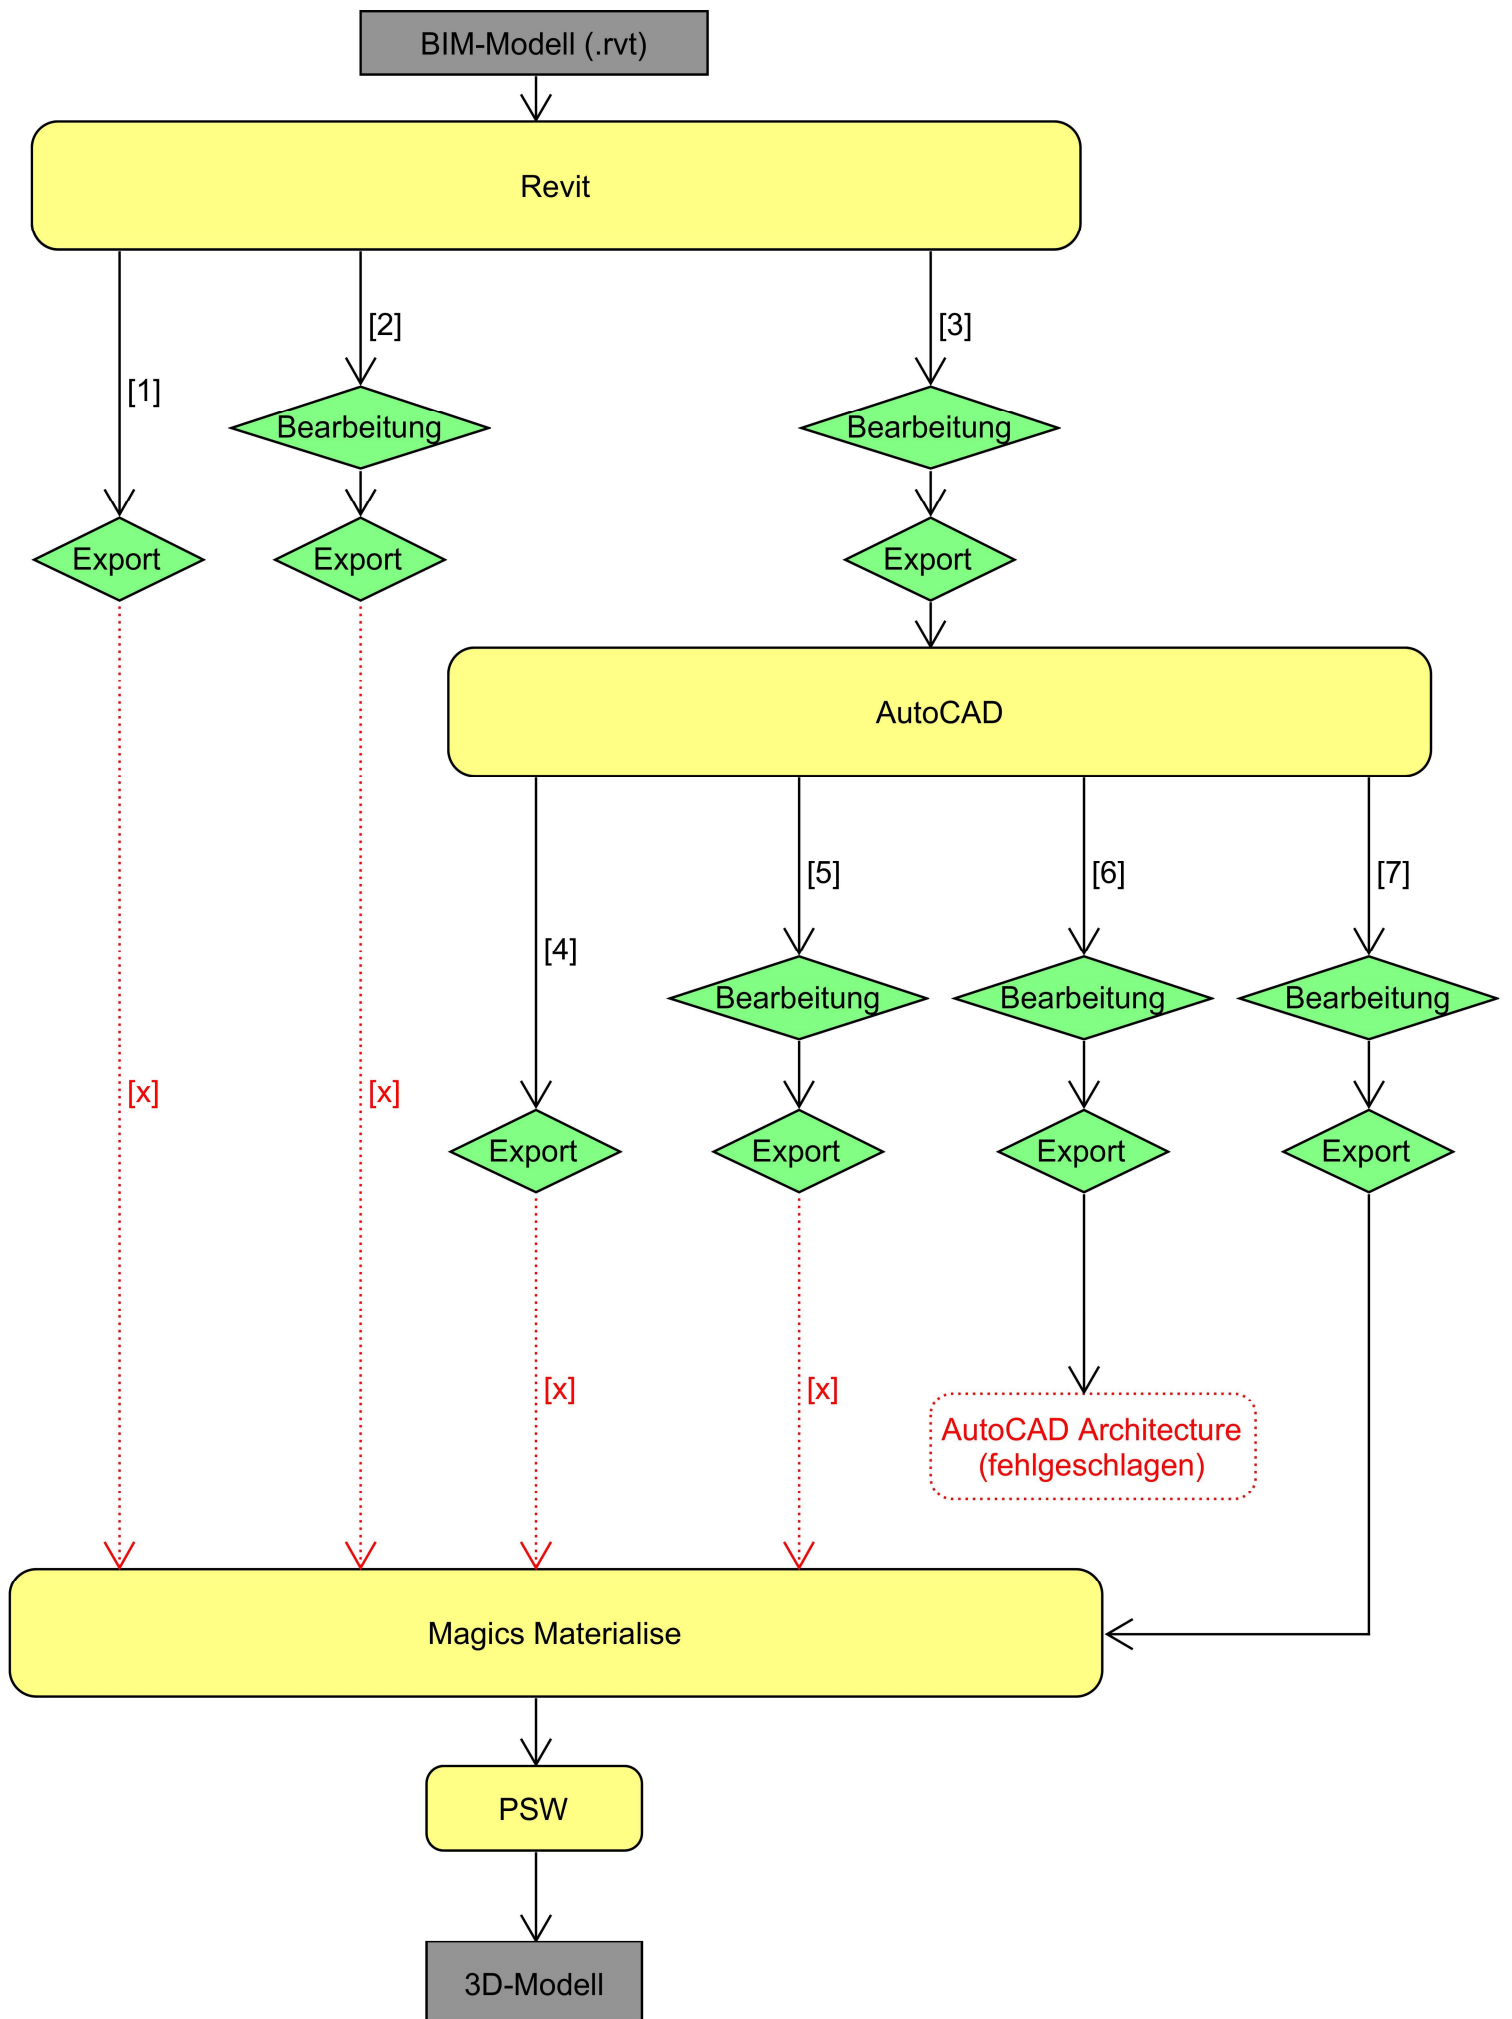 BIM-Modell (.rvt)
Revit
[2]
[3]
[1]
Bearbeitung
Bearbeitung
Export
Export
Export
AutoCAD
[5]
[6]
[7]
[4]
Bearbeitung
Bearbeitung
Bearbeitung
[x]
[x]
Export
Export
Export
Export
[x]
[x]
AutoCAD Architecture
(fehlgeschlagen)
Magics Materialise
PSW
3D-Modell